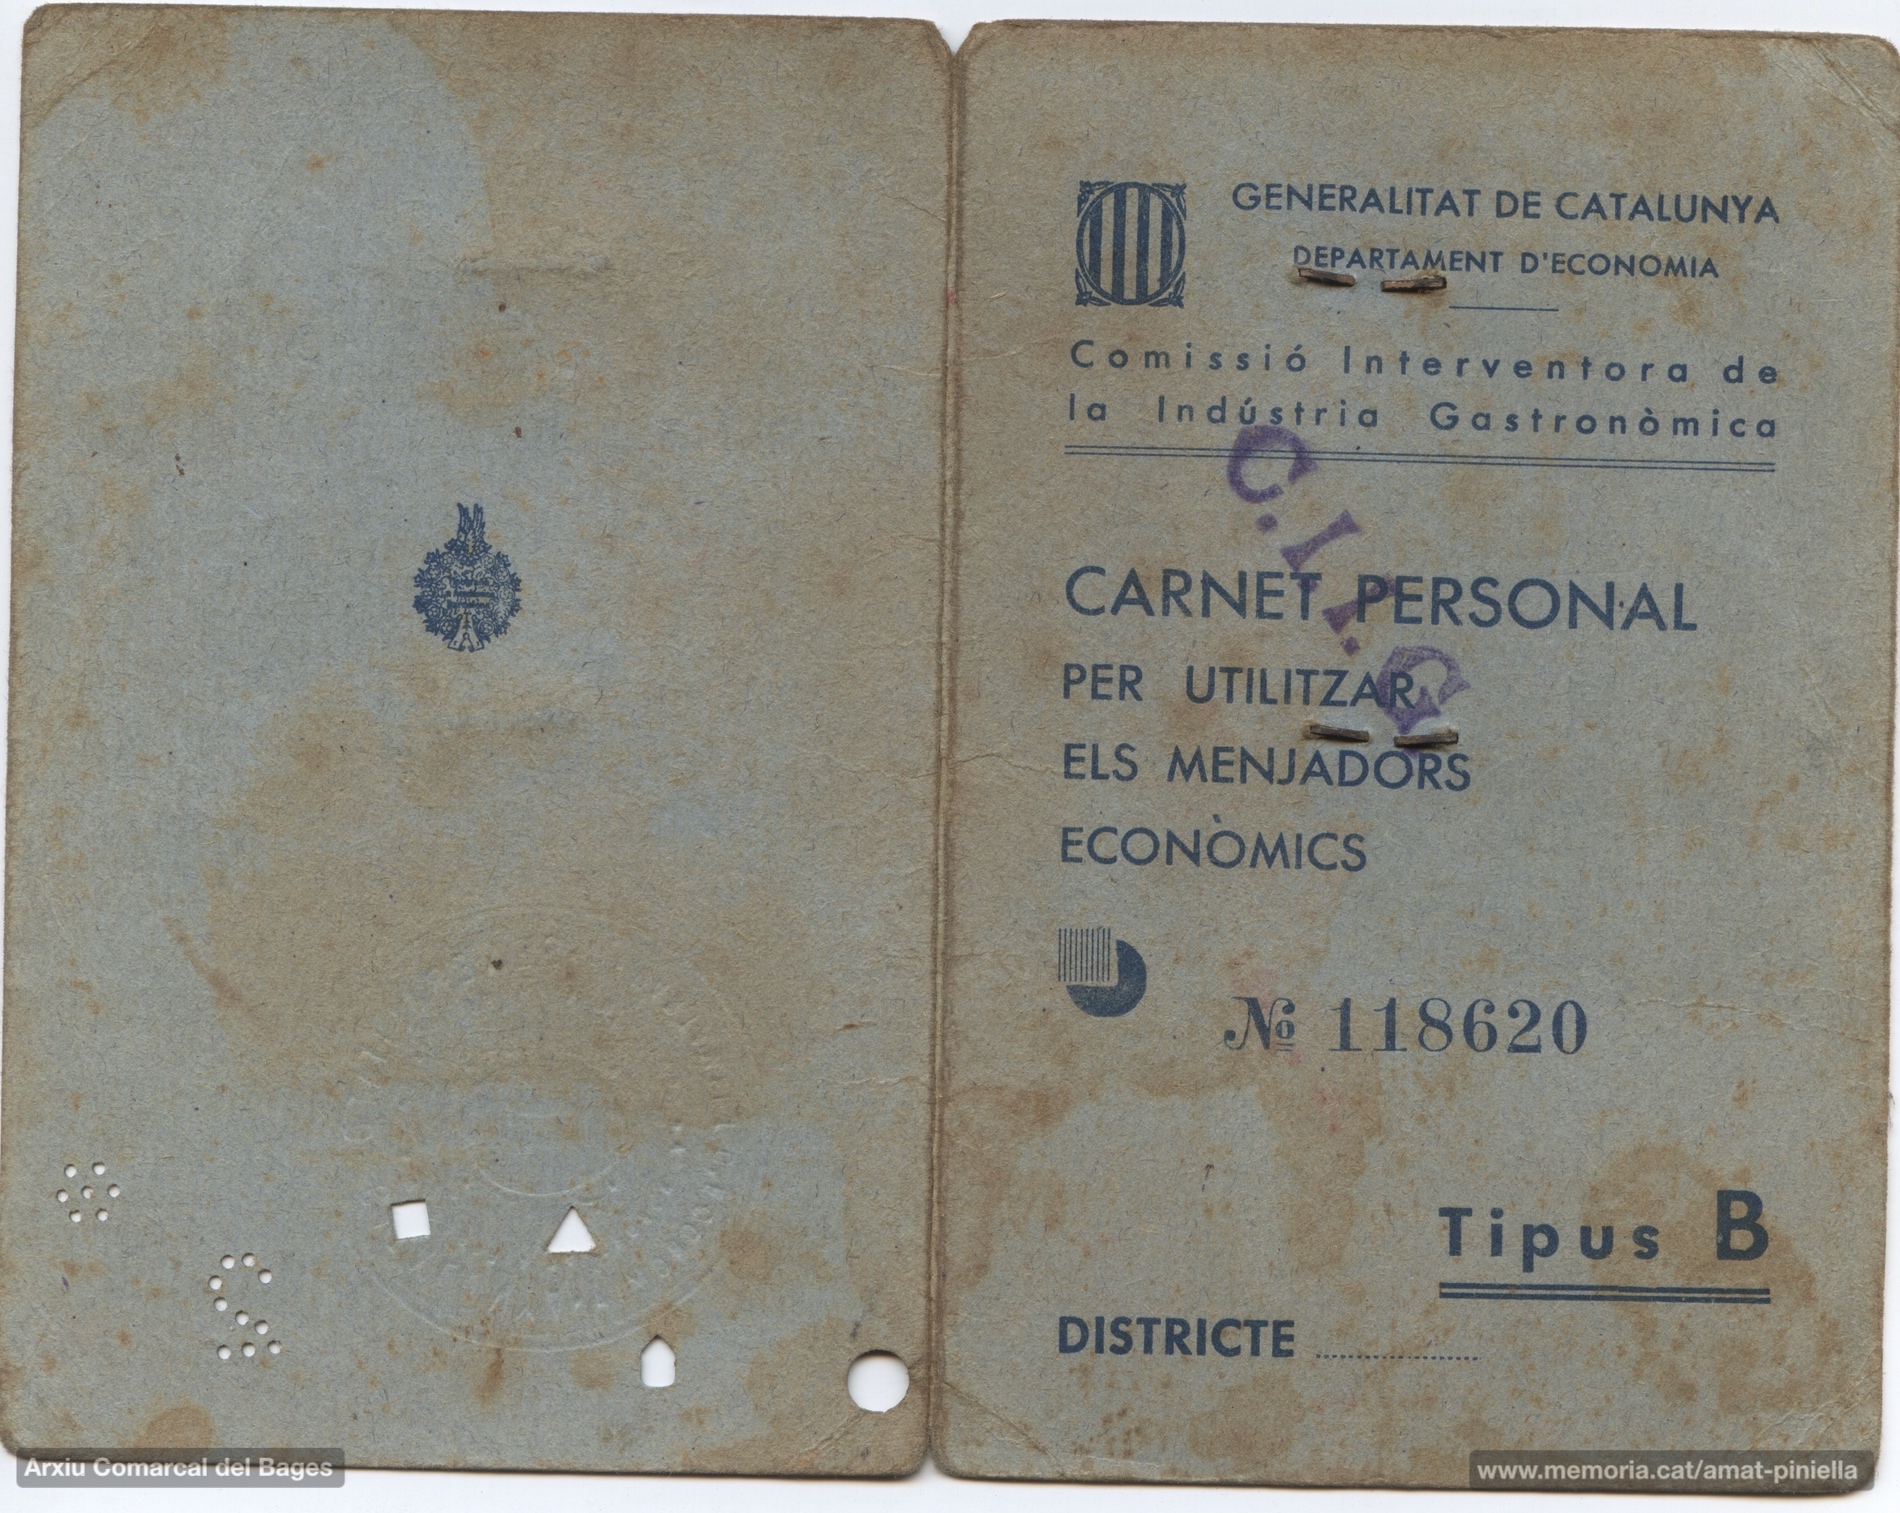 GENERALITAT DE CATALUNYA
DEPARTAMENT D'ECONOMIA
Comissió Interventora de
la Indústria Gastronòmica
C.I.I.G.
CARNET PERSONAL
PER UTILITZAR
ELS MENJADORS
ECONÒMICS
Nº 118620
Tipus B
DISTRICTE
2
Arxiu Comarcal del Bages
www.memoria.cat/amat-piniella